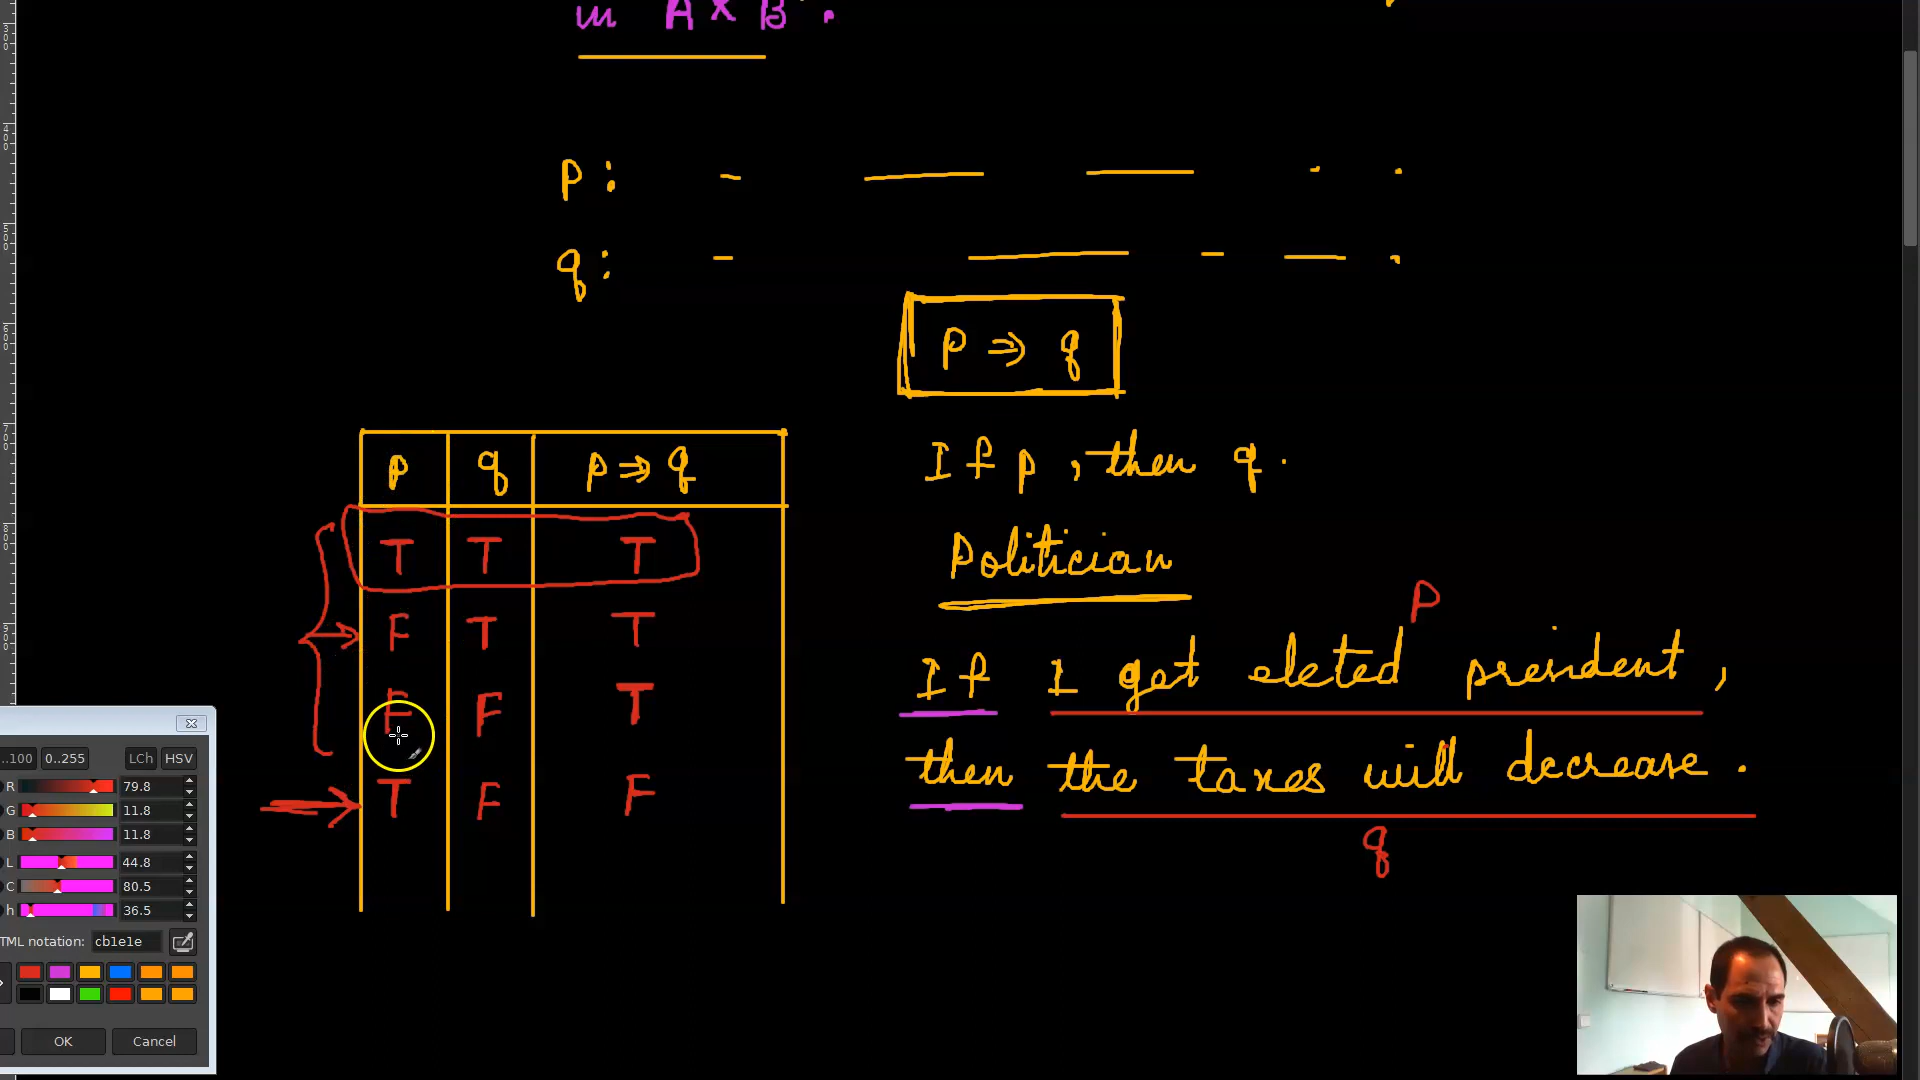 in A × B.
p:
q:
p ⇒ q
If p, then q.
p q p ⇒ q
T T T
F T T
F F T
T F F
Politician
p
If I get eleted president,
then the taxes will decrease.
q
..100 0..255 LCh HSV
R 79.8
G 11.8
B 11.8
L 44.8
C 80.5
h 36.5
TML notation: cb1e1e
OK Cancel